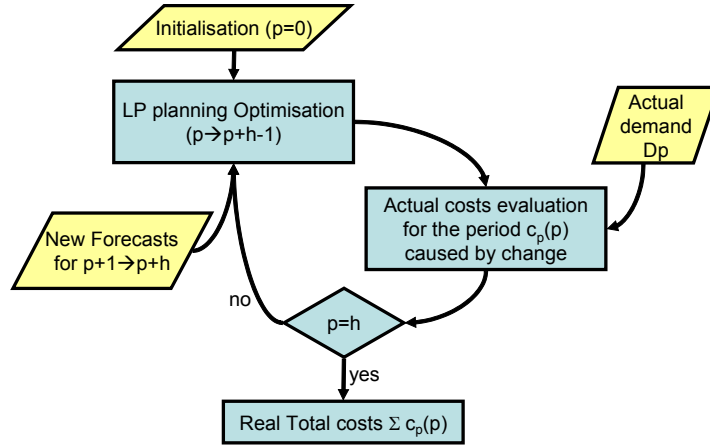 Initialisation (p=0)
LP planning Optimisation
(p→p+h-1)
Actual
demand
Dp
Actual costs evaluation
for the period cₚ(p)
caused by change
New Forecasts
for p+1→p+h
no
p=h
yes
Real Total costs Σ cₚ(p)